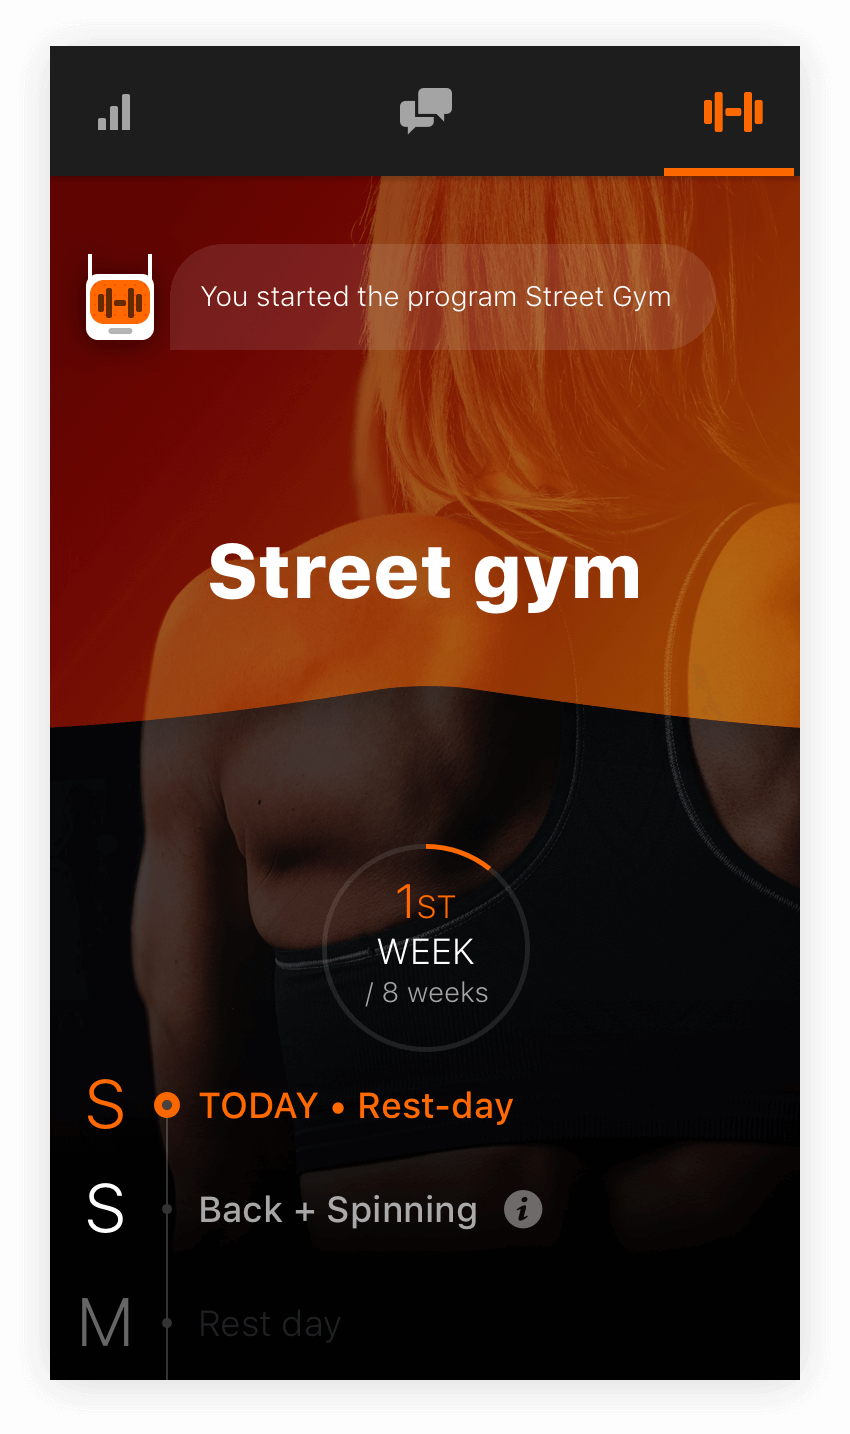 You started the program Street Gym
Street gym
1ST
WEEK
/ 8 weeks
S TODAY • Rest-day
S Back + Spinning i
M Rest day